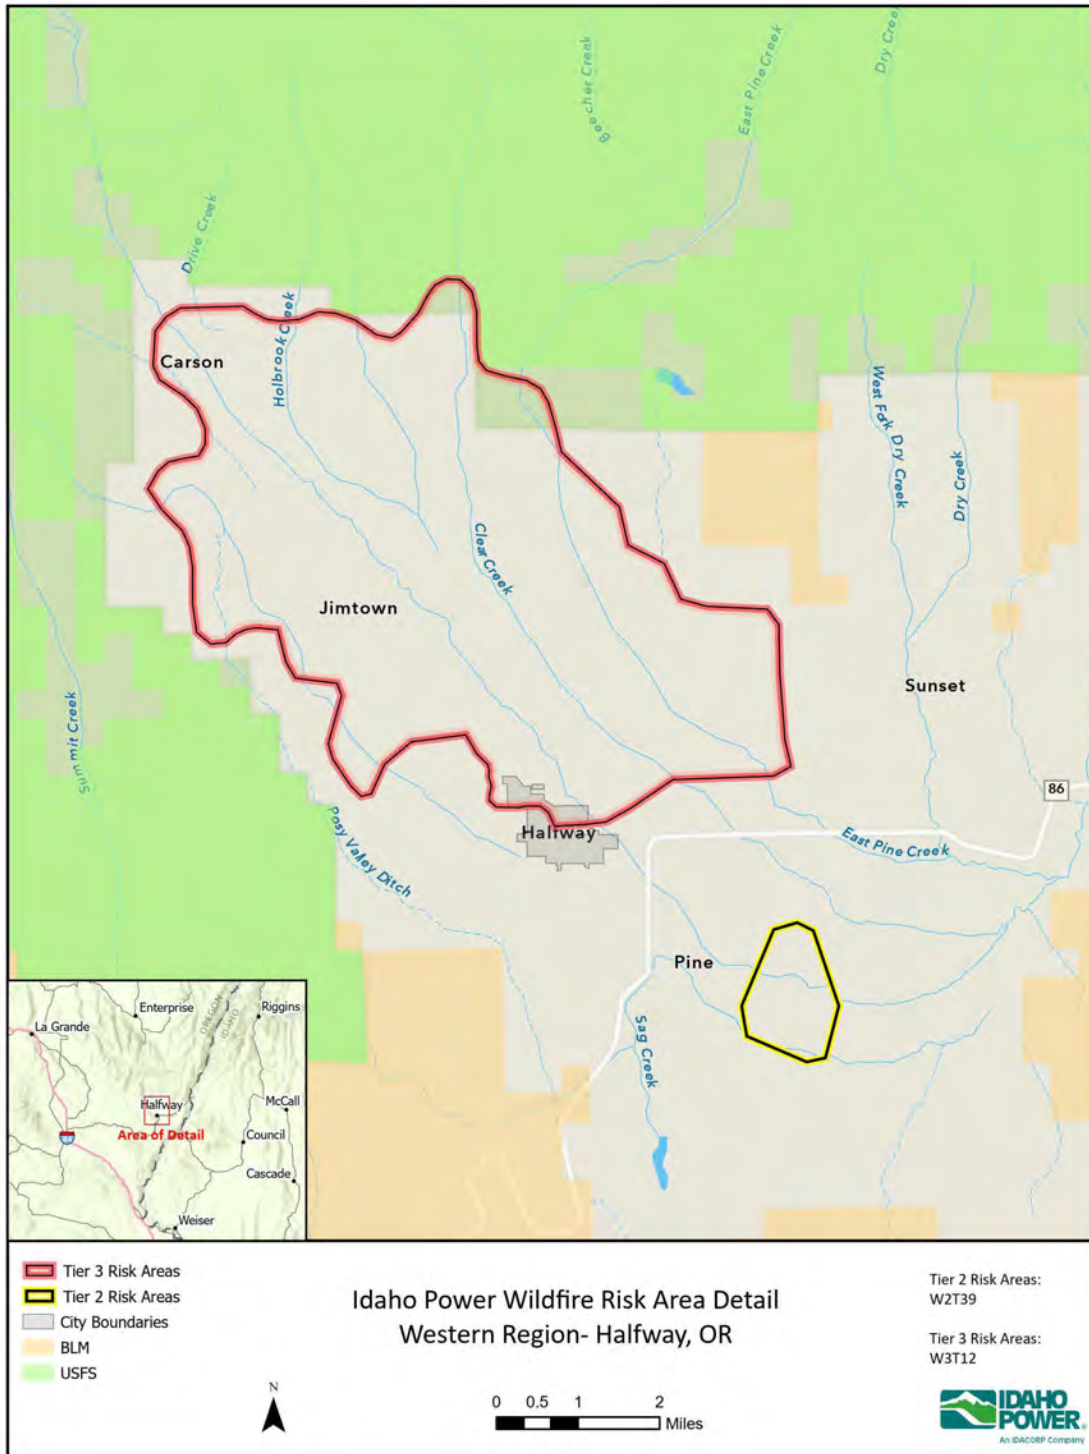 Beecher Creek
East Pine Creek
Dry Creek
Drive Creek
Holbrook Creek
Carson
West Fork Dry Creek
Dry Creek
Clear Creek
Jimtown
Sunset
Summit Creek
86
Halfway
East Pine Creek
Posy Valley Ditch
Pine
Sag Creek
Enterprise
OREGON
IDAHO
Riggins
La Grande
Halfway
McCall
Area of Detail
84
Council
Cascade
Weiser
Tier 3 Risk Areas
Tier 2 Risk Areas
City Boundaries
BLM
USFS
Idaho Power Wildfire Risk Area Detail
Western Region- Halfway, OR
N
0 0.5 1 2
Miles
Tier 2 Risk Areas:
W2T39
Tier 3 Risk Areas:
W3T12
IDAHO
POWER®
An IDACORP Company